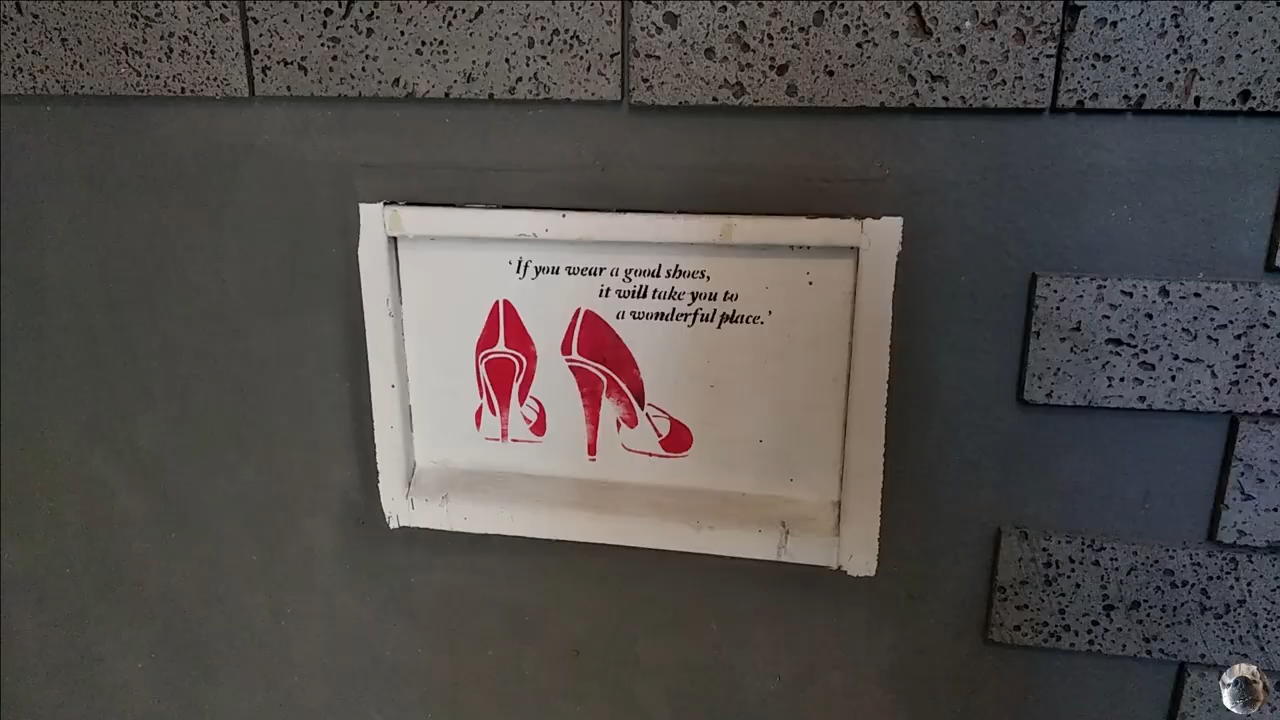 ‘If you wear a good shoes,
it will take you to
a wonderful place.’